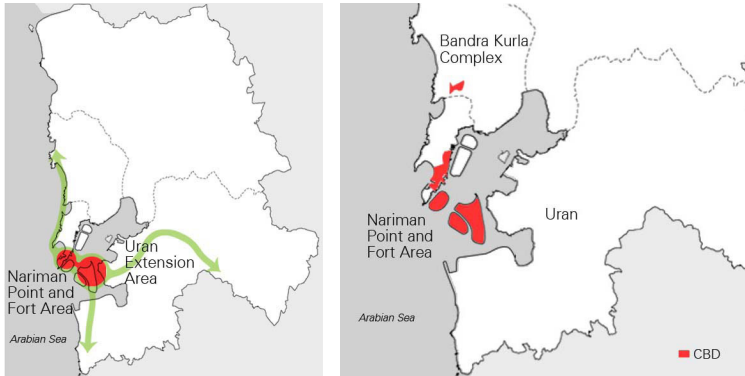 Uran
Extension
Area
Nariman
Point and
Fort Area
Arabian Sea
Bandra Kurla
Complex
Nariman
Point and
Fort Area
Uran
Arabian Sea
CBD